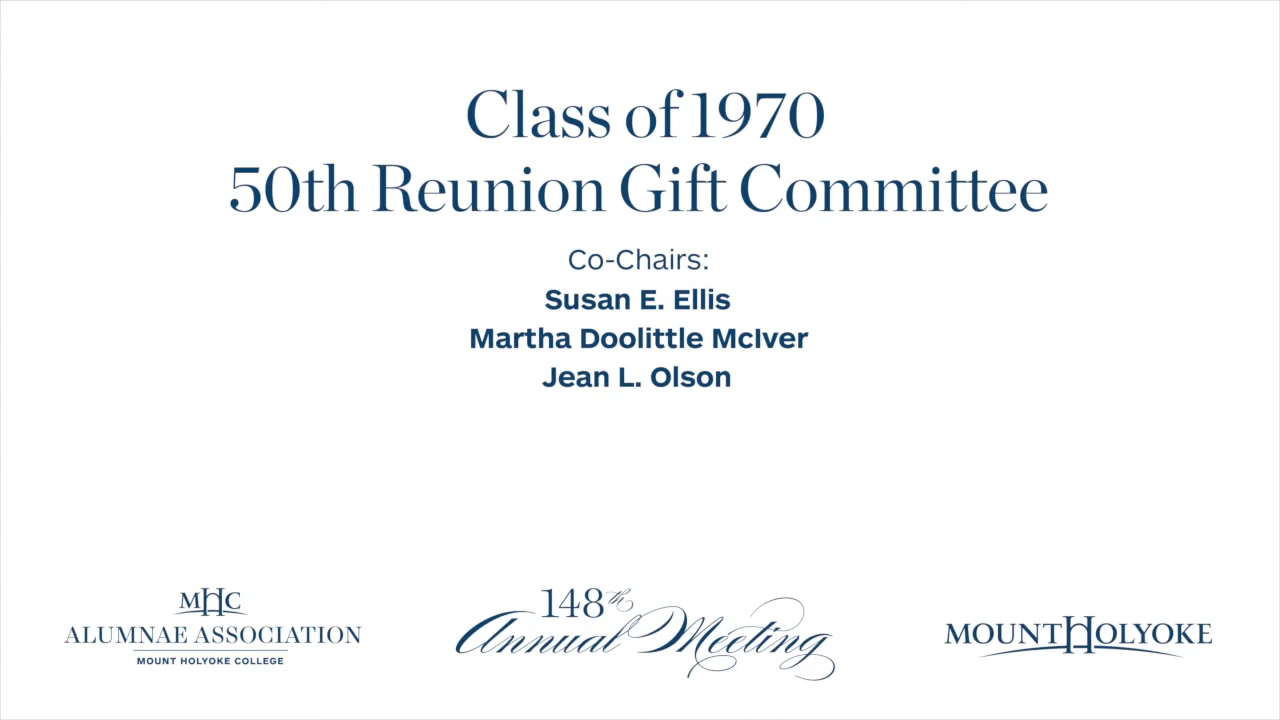 Class of 1970
50th Reunion Gift Committee
Co-Chairs:
Susan E. Ellis
Martha Doolittle McIver
Jean L. Olson
MHC
ALUMNAE ASSOCIATION
MOUNT HOLYOKE COLLEGE
148th
Annual Meeting
MOUNT HOLYOKE